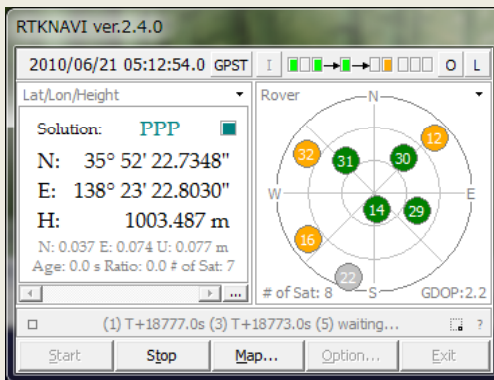 RTKNAVI ver.2.4.0
2010/06/21 05:12:54.0 GPST I O L
Lat/Lon/Height
Solution: PPP
N: 35° 52' 22.7348"
E: 138° 23' 22.8030"
H: 1003.487 m
N: 0.037 E: 0.074 U: 0.077 m
Age: 0.0 s Ratio: 0.0 # of Sat: 7
...
Rover
N
12
32
31
30
W
E
14
29
16
22
# of Sat: 8
S
GDOP:2.2
(1) T+18777.0s (3) T+18773.0s (5) waiting... ?
Start Stop Map... Option... Exit